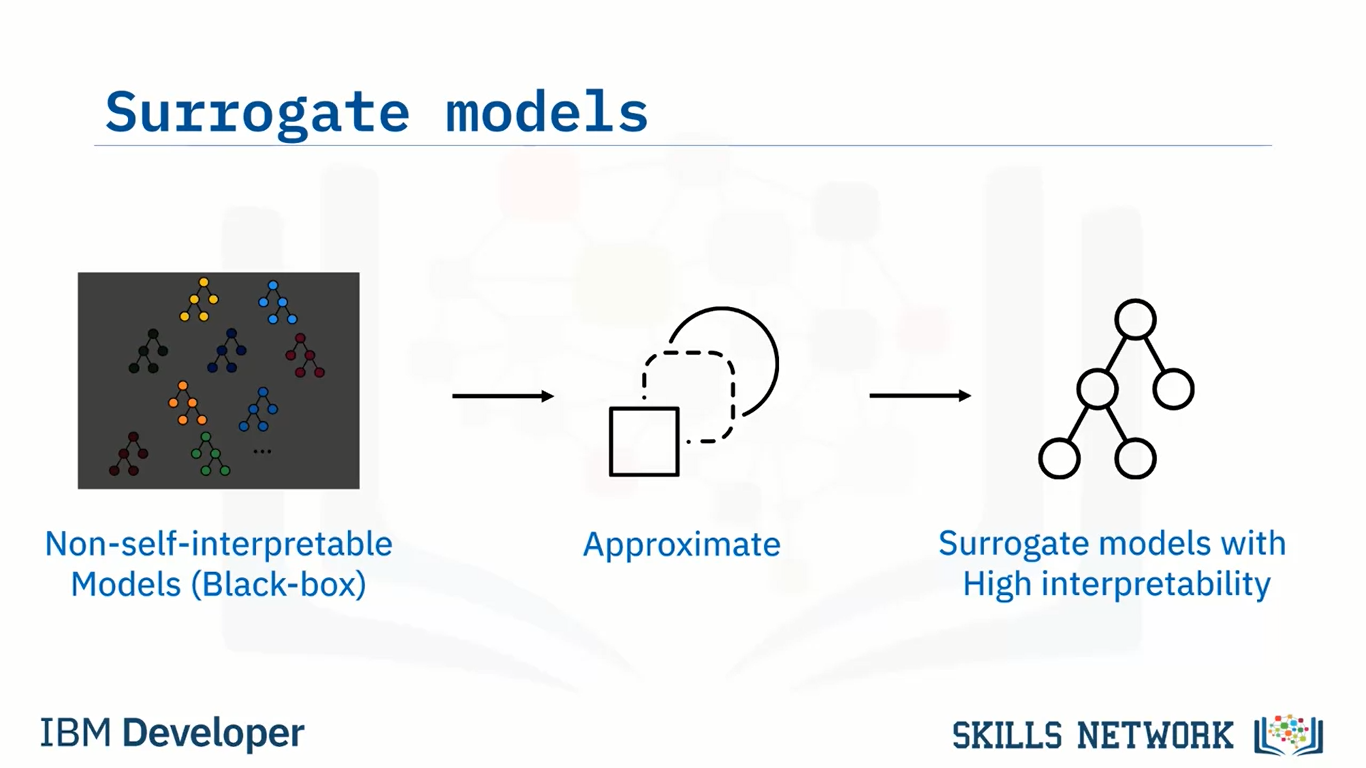 Surrogate models
Non-self-interpretable
Models (Black-box)
Approximate
Surrogate models with
High interpretability
IBM Developer
SKILLS NETWORK